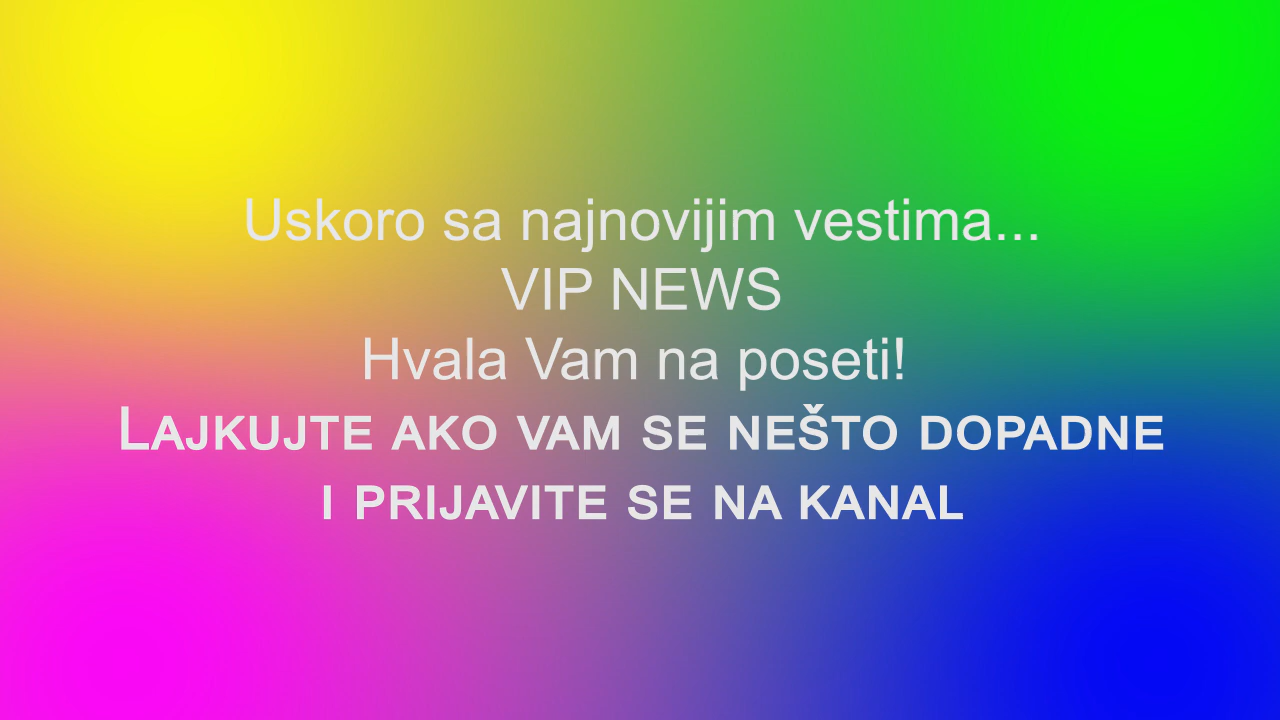 Uskoro sa najnovijim vestima...
VIP NEWS
Hvala Vam na poseti!
LAJKUJTE AKO VAM SE NEŠTO DOPADNE
I PRIJAVITE SE NA KANAL